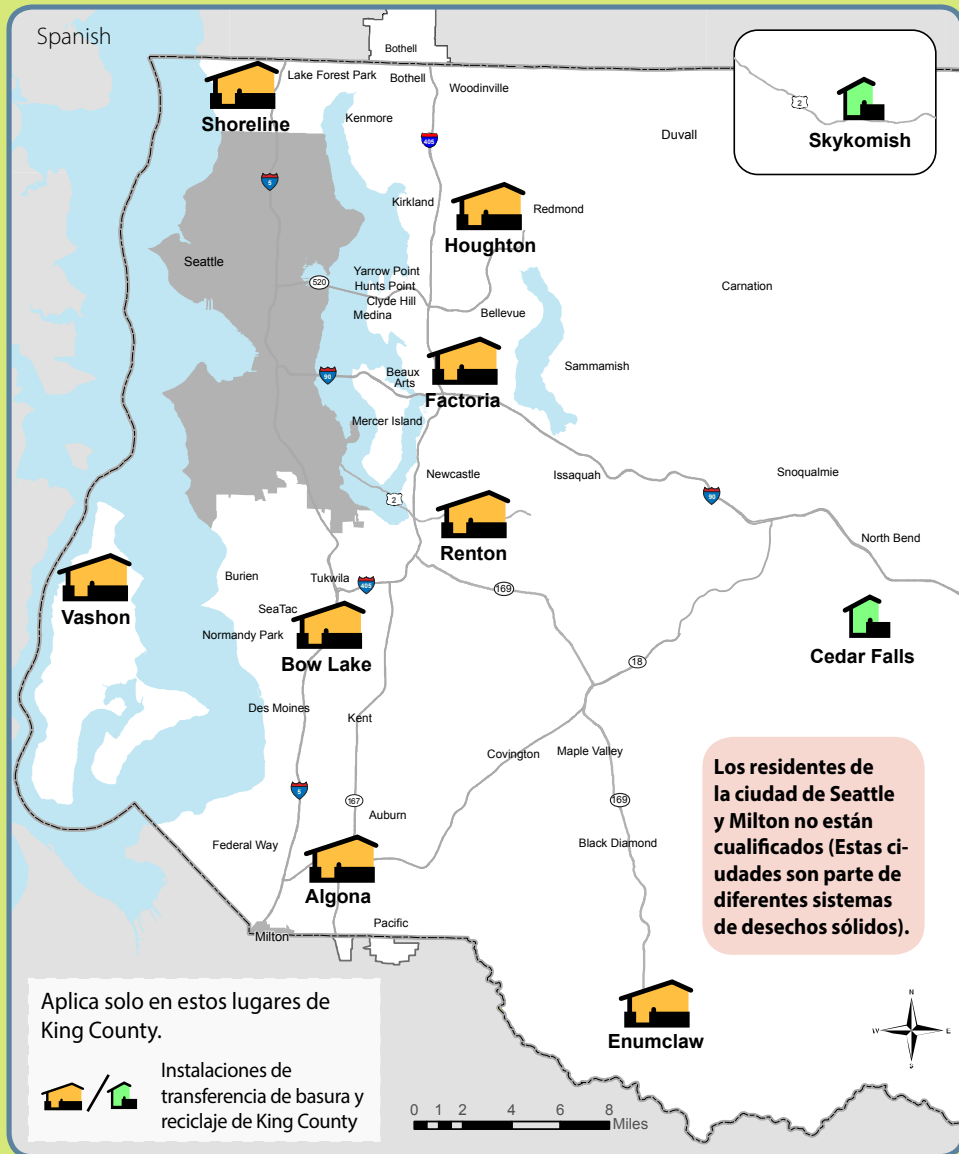 Spanish
Bothell
Lake Forest Park
Bothell
Woodinville
Shoreline
Kenmore
405
Duvall
2
Skykomish
5
Kirkland
Redmond
Houghton
Seattle
520
Yarrow Point
Hunts Point
Clyde Hill
Medina
Bellevue
Carnation
90
Beaux
Arts
Factoria
Sammamish
Mercer Island
Newcastle
Issaquah
Snoqualmie
2
90
Renton
North Bend
Vashon
Burien
Tukwila
405
169
SeaTac
Normandy Park
Bow Lake
18
Cedar Falls
Des Moines
Kent
Covington
Maple Valley
5
167
169
Auburn
Federal Way
Black Diamond
Algona
Milton
Pacific
Enumclaw
Los residentes de
la ciudad de Seattle
y Milton no están
cualificados (Estas ci-
udades son parte de
diferentes sistemas
de desechos sólidos).
Aplica solo en estos lugares de
King County.
/
Instalaciones de
transferencia de basura y
reciclaje de King County
0 1 2 4 6 8
Miles
N
W E
S